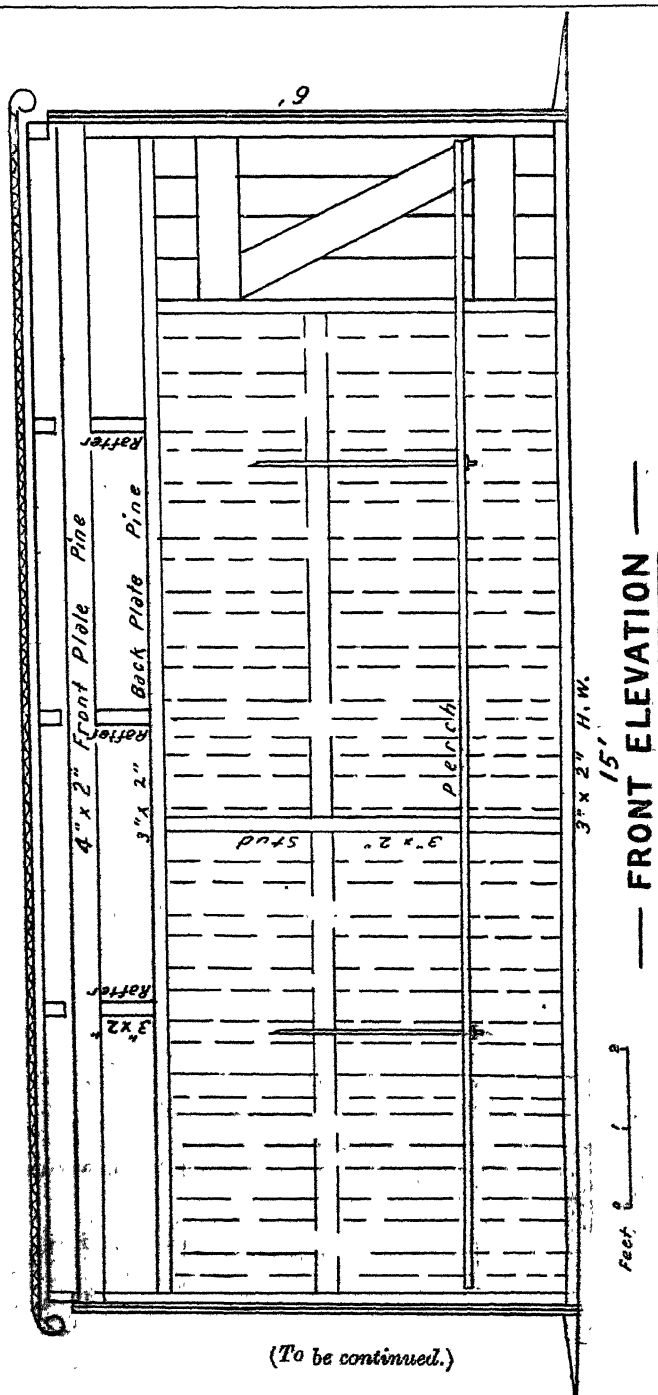 6'
4" x 2" Front Plate Pine
Rafter
Rafter
Rafter
3" x 2"
3" x 2" Back Plate Pine
Stud
3" x 2"
Perch
3" x 2" H.W.
15'
— FRONT ELEVATION —
Feet 0 1 2
(To be continued.)